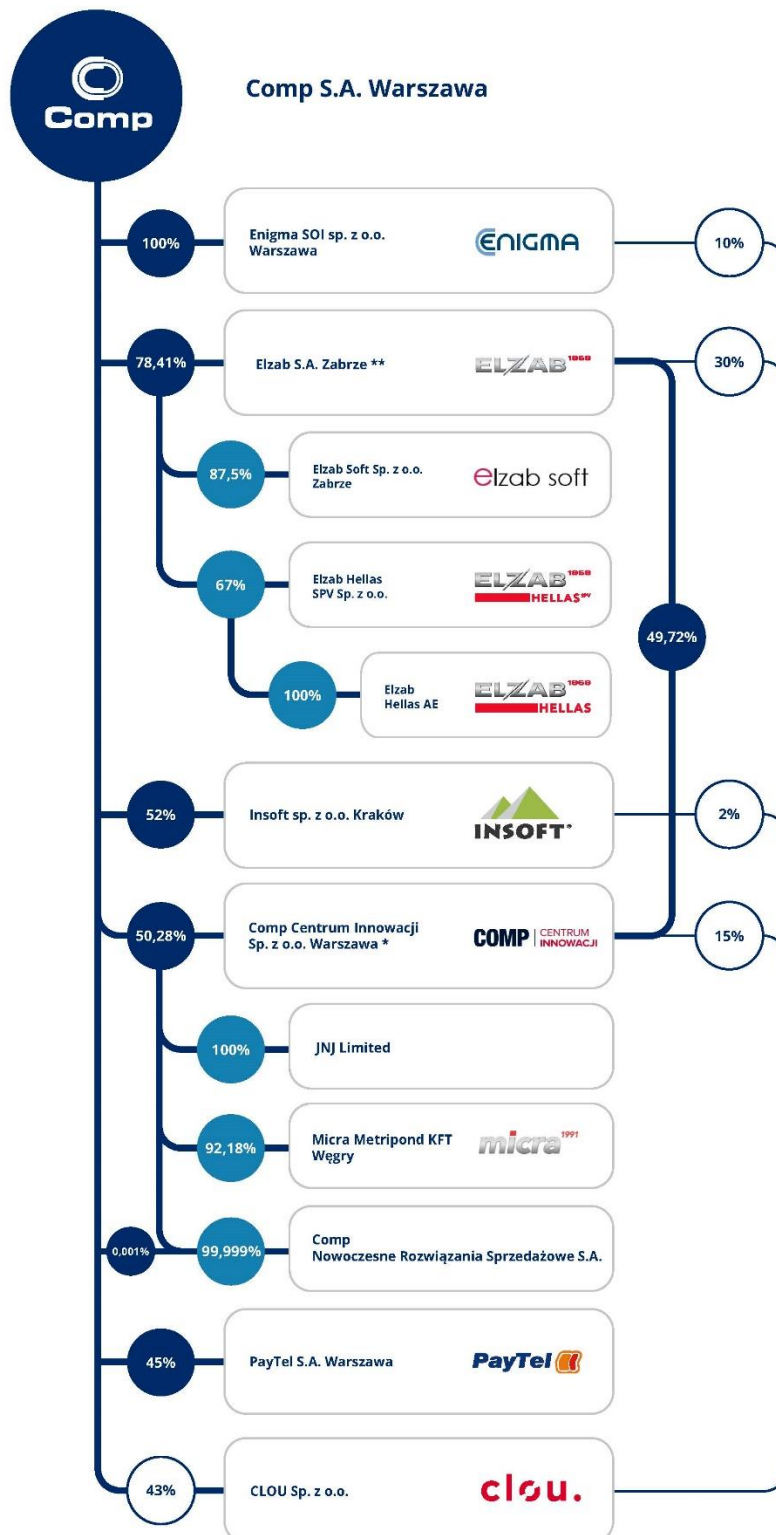 Comp
Comp S.A. Warszawa
100%
Enigma SOI sp. z o.o.
Warszawa
ENIGMA
10%
78,41%
Elzab S.A. Zabrze **
ELZAB 1968
30%
87,5%
Elzab Soft Sp. z o.o.
Zabrze
elzab soft
67%
Elzab Hellas
SPV Sp. z o.o.
ELZAB 1968
HELLAS SPV
49,72%
100%
Elzab
Hellas AE
ELZAB 1968
HELLAS
52%
Insoft sp. z o.o. Kraków
INSOFT®
2%
50,28%
Comp Centrum Innowacji
Sp. z o.o. Warszawa *
COMP CENTRUM
INNOWACJI
15%
100%
JNJ Limited
92,18%
Micra Metripond KFT
Węgry
micra 1991
0,001%
99,999%
Comp
Nowoczesne Rozwiązania Sprzedażowe S.A.
45%
PayTel S.A. Warszawa
PayTel
43%
CLOU Sp. z o.o.
clou.